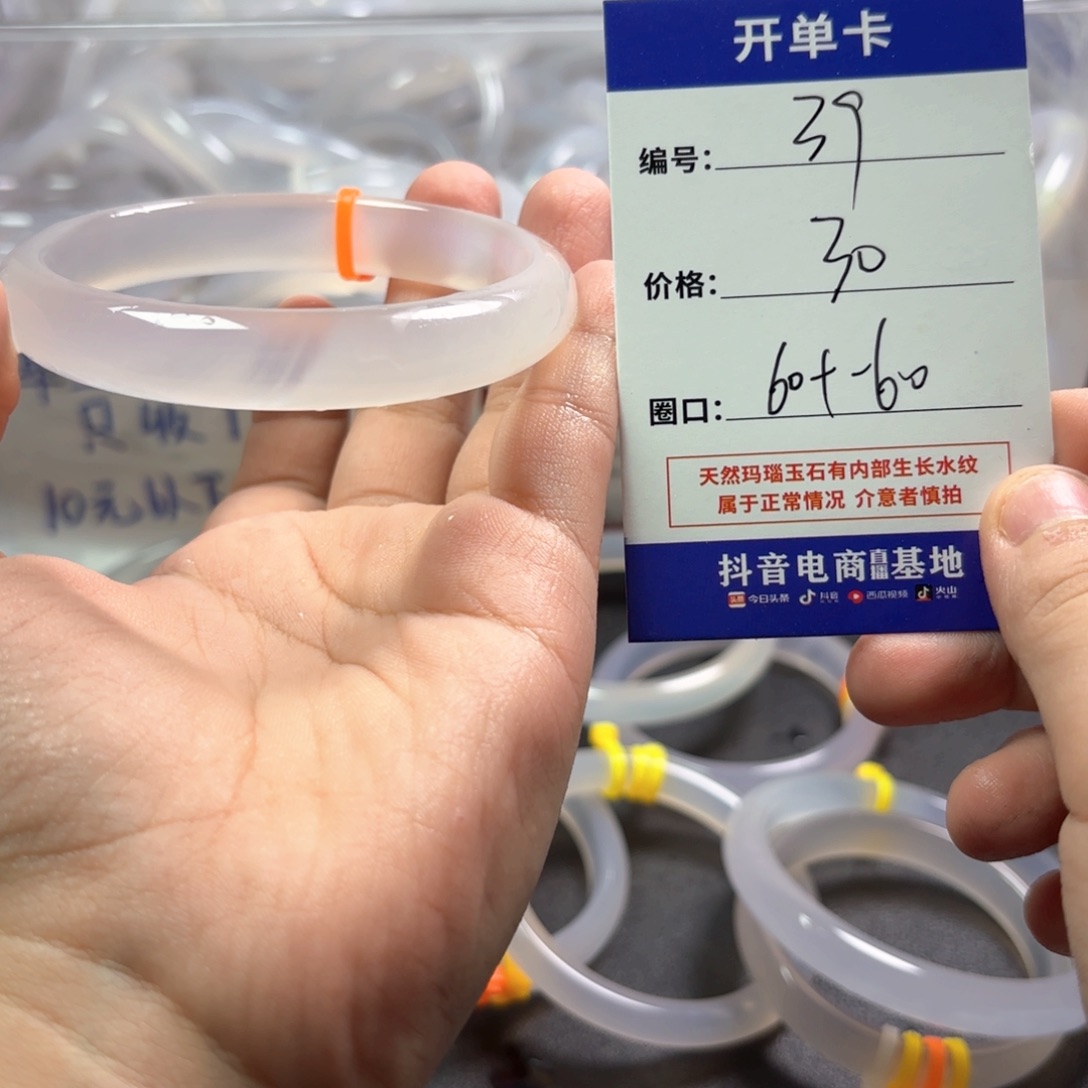 开单卡
编号: 39
价格: 30
圈口: 60+-60
天然玛瑙玉石有内部生长水纹
属于正常情况 介意者慎拍
抖音电商直播基地
头条 今日头条 抖音 西瓜视频 火山
只收1
10元以下